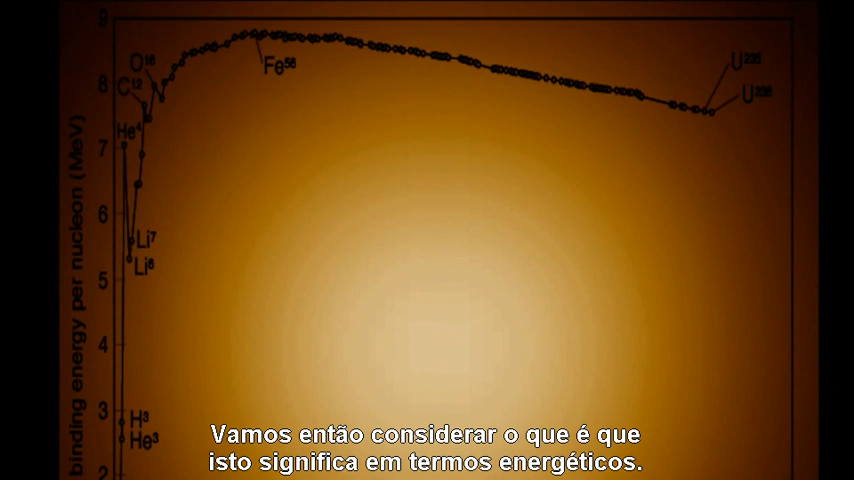 9
8
7
6
5
4
3
2
binding energy per nucleon (MeV)
O¹⁶
C¹²
He⁴
Fe⁵⁶
U²³⁵
U²³⁸
Li⁷
Li⁶
H³
He³
Vamos então considerar o que é que
isto significa em termos energéticos.